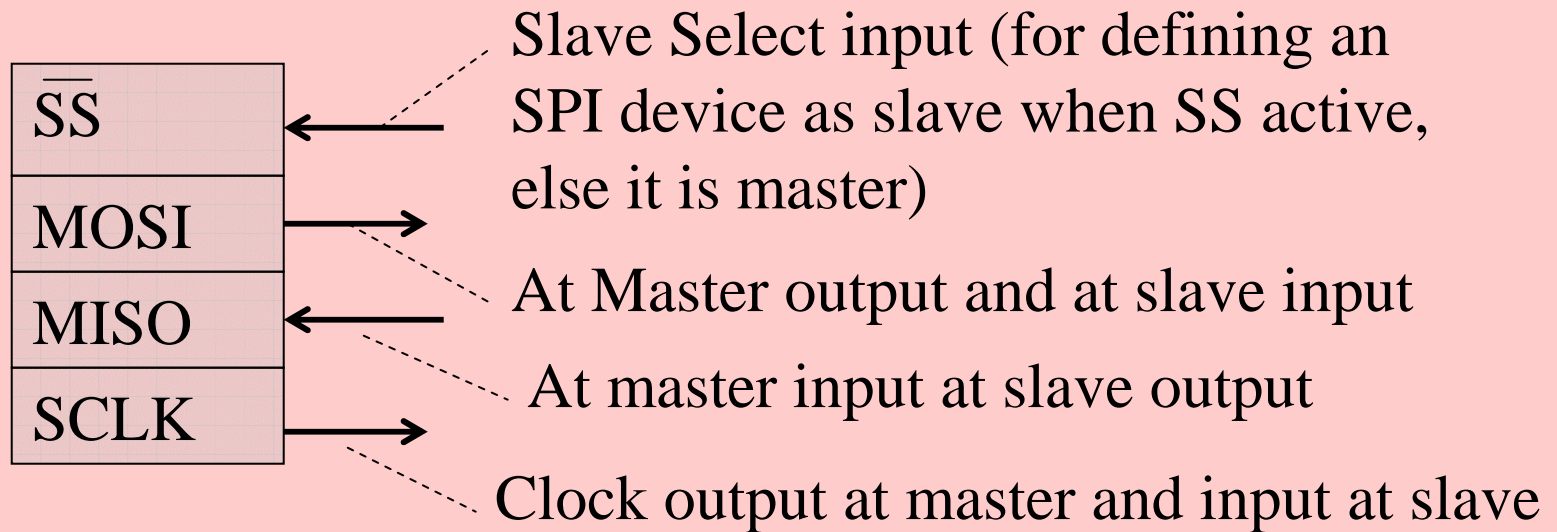 Slave Select input (for defining an
S̅S̅
SPI device as slave when SS active,
else it is master)
MOSI
At Master output and at slave input
MISO
At master input at slave output
SCLK
Clock output at master and input at slave